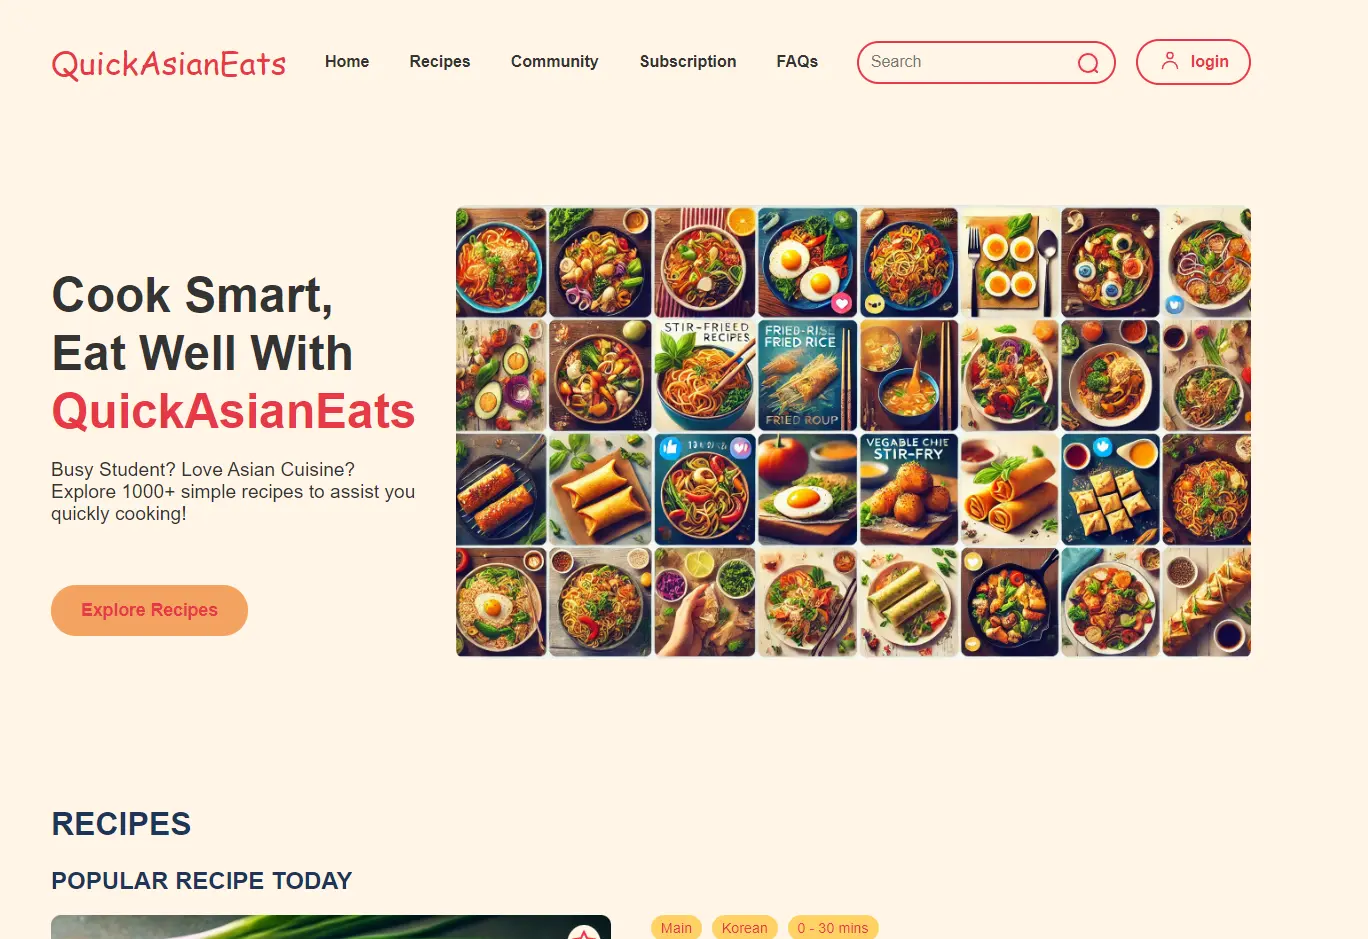 QuickAsianEats
Home
Recipes
Community
Subscription
FAQs
Search
login
Cook Smart,
Eat Well With
QuickAsianEats
Busy Student? Love Asian Cuisine?
Explore 1000+ simple recipes to assist you
quickly cooking!
Explore Recipes
STIR-FRIEED
RECIPES
FRIED RICE
FRIED ROUP
VEGABLE CHIE
STIR-FRY
RECIPES
POPULAR RECIPE TODAY
Main
Korean
0 - 30 mins